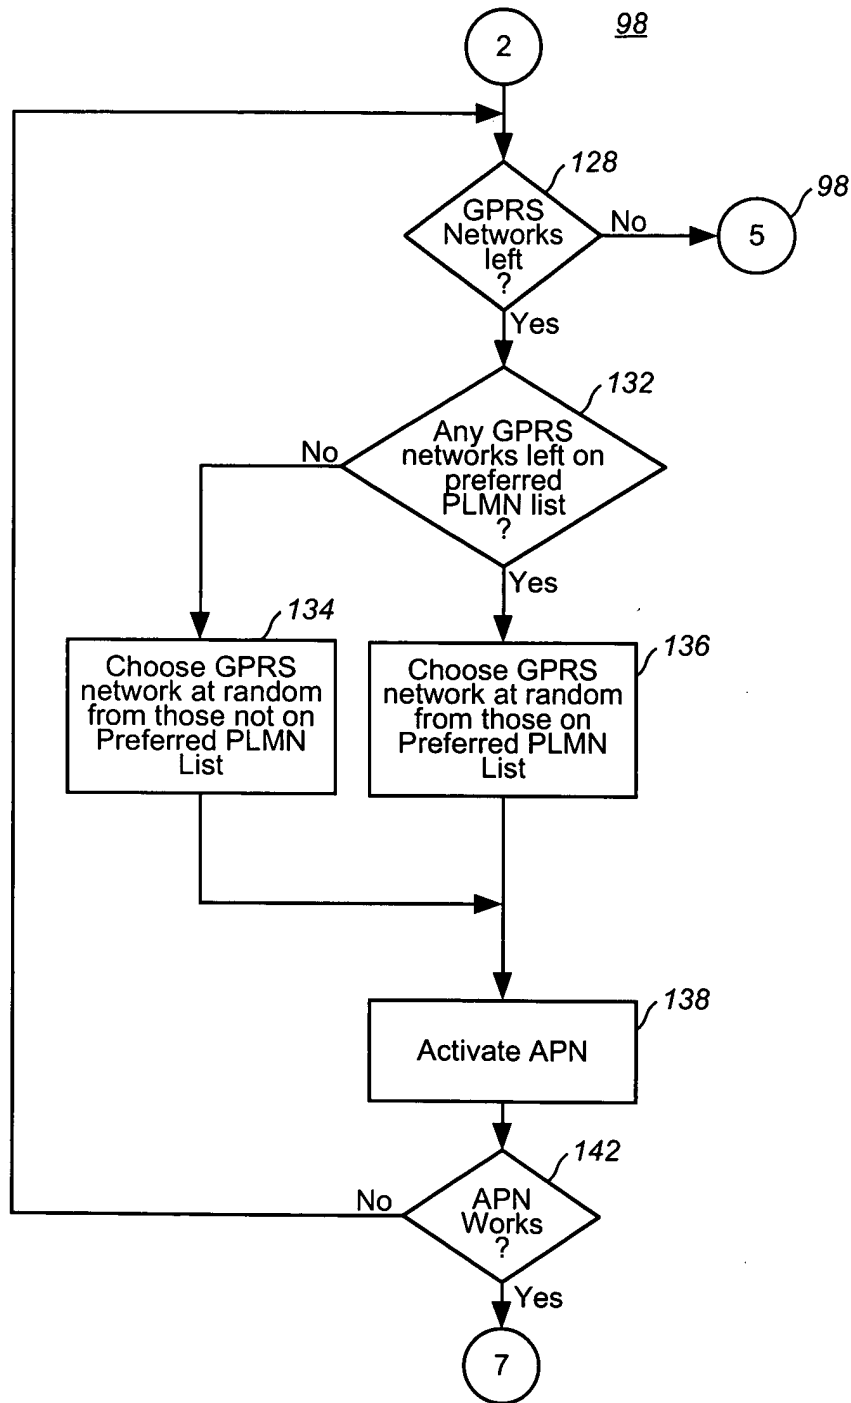 98
2
128
GPRS
Networks
left
?
No
5
98
Yes
132
Any GPRS
networks left on
preferred
PLMN list
?
No
Yes
134
Choose GPRS
network at random
from those not on
Preferred PLMN
List
136
Choose GPRS
network at random
from those on
Preferred PLMN
List
138
Activate APN
142
APN
Works
?
No
Yes
7